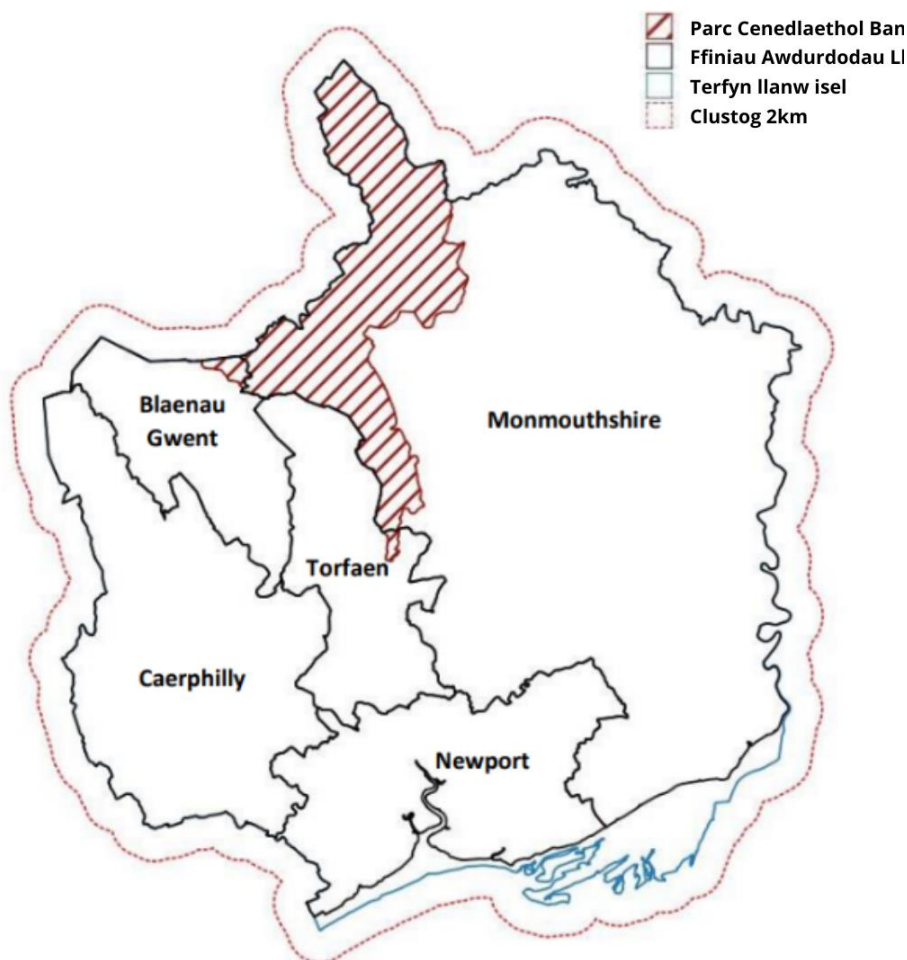 Parc Cenedlaethol Ban
Ffiniau Awdurdodau Ll
Terfyn llanw isel
Clustog 2km
Blaenau
Gwent
Monmouthshire
Torfaen
Caerphilly
Newport